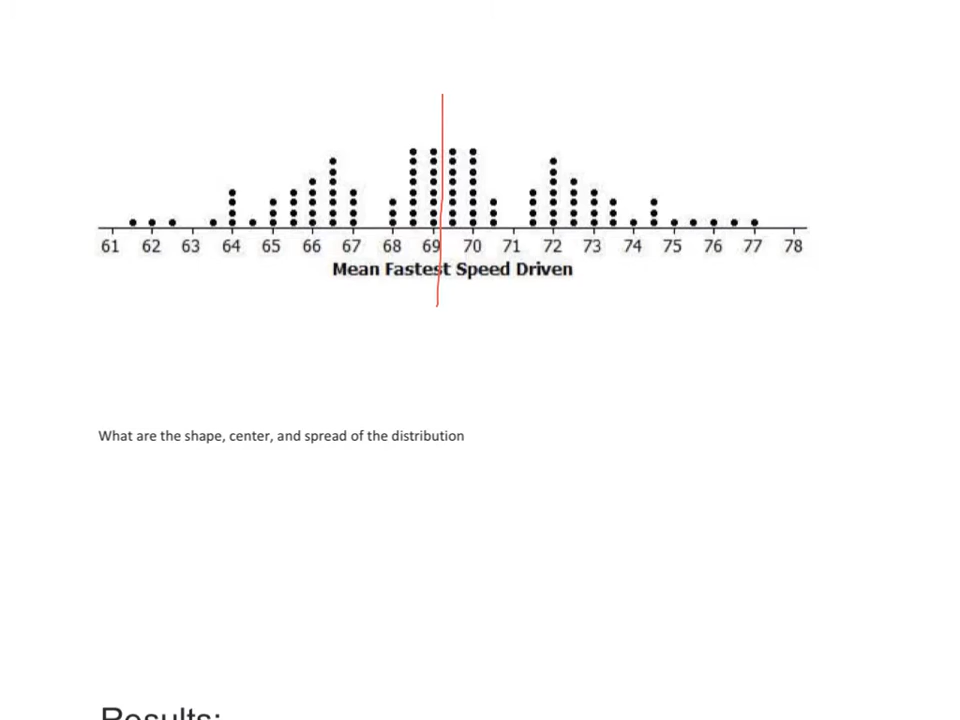 61 62 63 64 65 66 67 68 69 70 71 72 73 74 75 76 77 78
Mean Fastest Speed Driven
What are the shape, center, and spread of the distribution
Results: